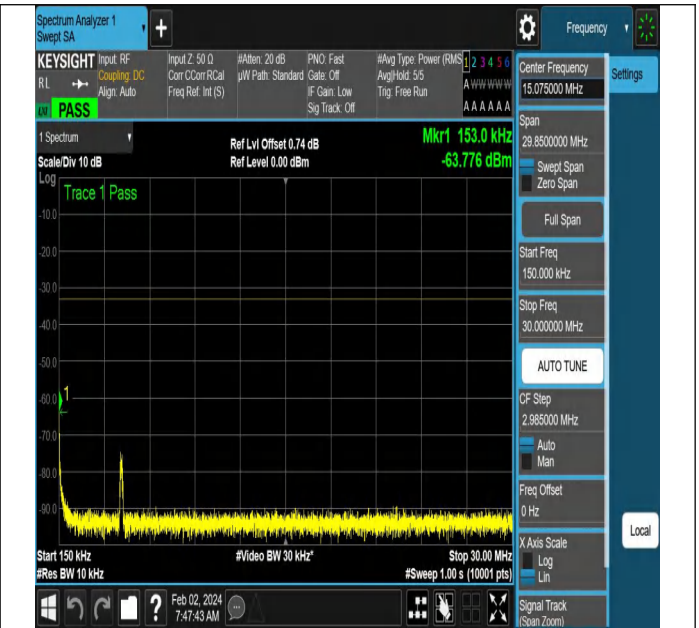 Spectrum Analyzer 1
Swept SA
+
Frequency
KEYSIGHT
Input: RF
Coupling: DC
Align: Auto
Input Z: 50 Ω
Corr CCorr RCal
Freq Ref: Int (S)
#Atten: 20 dB
µW Path: Standard
PNO: Fast
Gate: Off
IF Gain: Low
Sig Track: Off
#Avg Type: Power (RMS
Avg|Hold: 5/5
Trig: Free Run
1 2 3 4 5 6
A W W W W W
A A A A A A
RL
PASS
1 Spectrum
Scale/Div 10 dB
Ref Lvl Offset 0.74 dB
Ref Level 0.00 dBm
Mkr1 153.0 kHz
-63.776 dBm
Log
Trace 1 Pass
-10.0
-20.0
-30.0
-40.0
-50.0
-60.0
1
-70.0
-80.0
-90.0
Start 150 kHz
#Video BW 30 kHz*
Stop 30.00 MHz
#Res BW 10 kHz
#Sweep 1.00 s (10001 pts)
?
Feb 02, 2024
7:47:43 AM
Center Frequency
15.075000 MHz
Settings
Span
29.8500000 MHz
Swept Span
Zero Span
Full Span
Start Freq
150.000 kHz
Stop Freq
30.000000 MHz
AUTO TUNE
CF Step
2.985000 MHz
Auto
Man
Freq Offset
0 Hz
Local
X Axis Scale
Log
Lin
Signal Track
(Span Zoom)